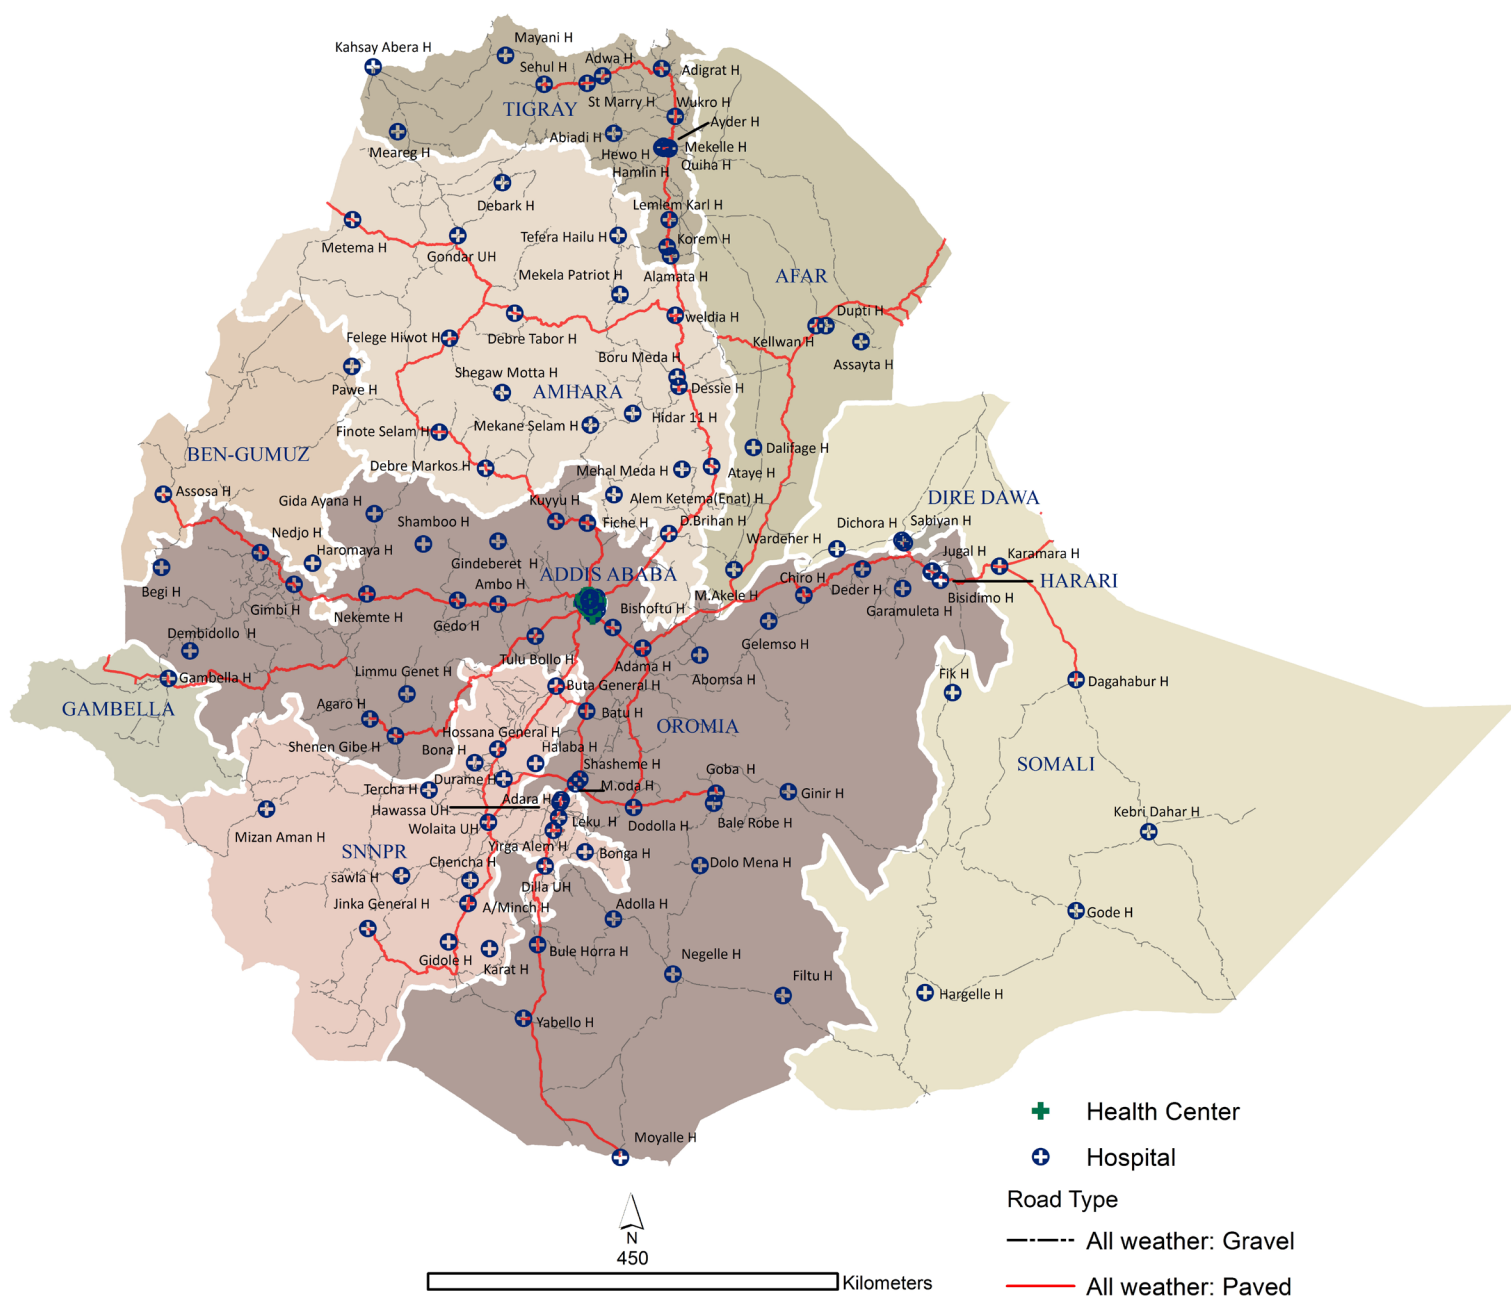 Mayani H
Kahsay Abera H
Sehul H
Adwa H
Adigrat H
TIGRAY
St Marry H
Wukro H
Ayder H
Abiadi H
Meareg H
Hewo H
Mekelle H
Quiha H
Hamlin H
Debark H
Lemlem Karl H
Metema H
Gondar UH
Tefera Hailu H
Korem H
Mekela Patriot H
Alamata H
AFAR
Felege Hiwot H
Debre Tabor H
weldia H
Dupti H
Kellwan H
Boru Meda H
Assayta H
Pawe H
Shegaw Motta H
AMHARA
Dessie H
Finote Selam H
Mekane Selam H
Hidar 11 H
BEN-GUMUZ
Debre Markos H
Mehal Meda H
Ataye H
Dalifage H
Assosa H
Gida Ayana H
Kuyyu H
Alem Ketema(Enat) H
DIRE DAWA
Nedjo H
Shamboo H
Fiche H
D.Brihan H
Dichora H
Sabiyan H
Haromaya H
Wardeher H
Gindeberet H
Jugal H
Karamara H
Begi H
Gimbi H
Ambo H
ADDIS ABABA
Chiro H
HARARI
M.Akele H
Deder H
Bisidimo H
Nekemte H
Gedo H
Bishoftu H
Garamuleta H
Dembidollo H
Gelemso H
Tulu Bollo H
Adama H
Gambella H
Limmu Genet H
Buta General H
Abomsa H
Fik H
Dagahabur H
GAMBELLA
Agaro H
Batu H
OROMIA
Shenen Gibe H
Hossana General H
Bona H
Halaba H
SOMALI
Shasheme H
Goba H
Durame H
Tercha H
M.oda H
Ginir H
Adara H
Hawassa UH
Kebri Dahar H
Mizan Aman H
Wolaita UH
Leku H
Dodolla H
Bale Robe H
Yirga Alem H
SNNPR
Bonga H
Chencha H
Dolo Mena H
sawla H
Dilla UH
Jinka General H
A/Minch H
Adolla H
Gode H
Bule Horra H
Gidole H
Karat H
Negelle H
Filtu H
Hargelle H
Yabello H
Moyalle H
Health Center
Hospital
Road Type
All weather: Gravel
All weather: Paved
N
450
Kilometers